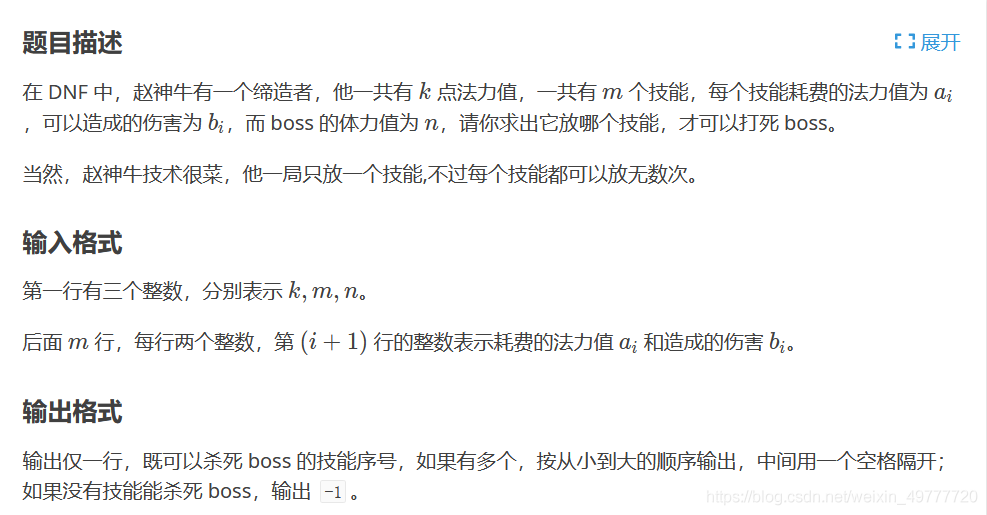 题目描述
展开
在 DNF 中，赵神牛有一个缔造者，他一共有 k 点法力值，一共有 m 个技能，每个技能耗费的法力值为 aᵢ
，可以造成的伤害为 bᵢ，而 boss 的体力值为 n，请你求出它放哪个技能，才可以打死 boss。
当然，赵神牛技术很菜，他一局只放一个技能,不过每个技能都可以放无数次。
输入格式
第一行有三个整数，分别表示 k, m, n。
后面 m 行，每行两个整数，第 (i + 1) 行的整数表示耗费的法力值 aᵢ 和造成的伤害 bᵢ。
输出格式
输出仅一行，既可以杀死 boss 的技能序号，如果有多个，按从小到大的顺序输出，中间用一个空格隔开；
如果没有技能能杀死 boss，输出 -1 。
https://blog.csdn.net/weixin_49777720